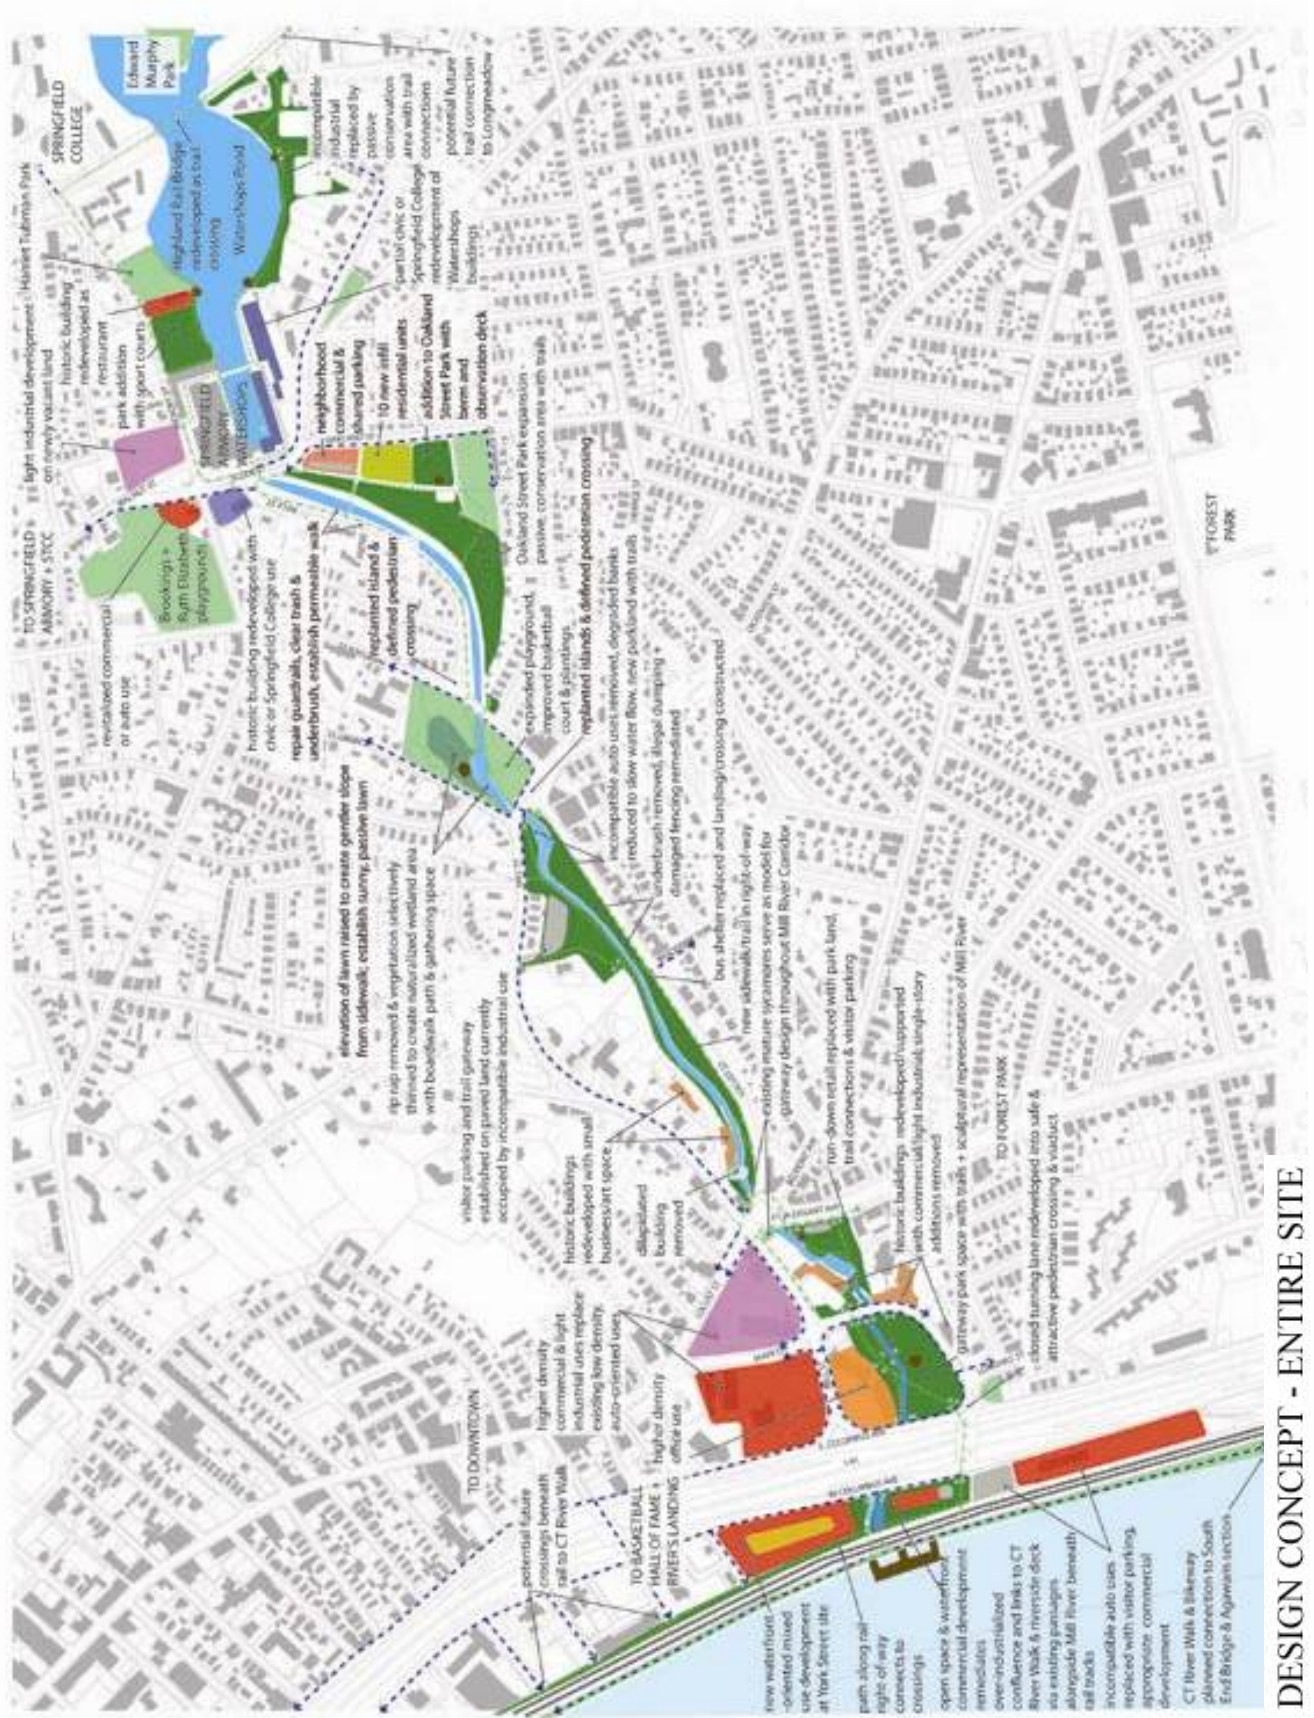 Edward
Murphy
Park
SPRINGFIELD
COLLEGE
Highland Rail Bridge
redeveloped as trail
crossing
Watershops Pond
incompatible
industrial
replaced by
passive
conservation
area with trail
connections
potential future
trail connection
to Longmeadow
Harriet Tubman Park
light industrial development
on newly vacant land
historic building
redeveloped as
restaurant
park addition
with sport courts
partial civic or
Springfield College
redevelopment of
Watershops
buildings
SPRINGFIELD
ARMORY
WATERSHOPS
neighborhood
commercial &
shared parking
10 new infill
residential units
addition to Oakland
Street Park with
berm and
observation deck
TO SPRINGFIELD
ARMORY + STCC
Brookings +
Ruth Elizabeth
playgrounds
revitalized commercial
or auto use
historic building redeveloped with
civic or Springfield College use
repair guardrails, clear trash &
underbrush, establish permeable walk
replanted island &
defined pedestrian
crossing
Oakland Street Park expansion -
passive, conservation area with trails
expanded playground,
improved basketball
court & plantings
replanted islands & defined pedestrian crossing
incompatible auto uses removed, degraded banks
reduced to slow water flow, new parkland with trails
underbrush removed, illegal dumping +
damaged fencing remediated
bus shelter replaced and landing/crossing constructed
new sidewalk/trail in right-of-way
existing mature sycamores serve as model for
gateway design throughout Mill River Corridor
elevation of lawn raised to create gentler slope
from sidewalk; establish sunny, passive lawn
rip rap removed & vegetation selectively
thinned to create naturalized wetland area
with boardwalk path & gathering space
visitor parking and trail gateway
established on paved land currently
occupied by incompatible industrial use
historic buildings
redeveloped with small
business/art space
dilapidated
building
removed
run-down retail replaced with park land,
trail connections & visitor parking
historic buildings redeveloped/supported
with commercial/light industrial; single-story
additions removed
gateway park space with trails + sculptural representation of Mill River
TO FOREST PARK
closed turning lane redeveloped into safe &
attractive pedestrian crossing & viaduct
TO FOREST
PARK
higher density
commercial & light
industrial uses replace
existing low density,
auto-oriented uses
higher density
office use
TO DOWNTOWN
potential future
crossings beneath
rail to CT River Walk
TO BASKETBALL
HALL OF FAME +
RIVER'S LANDING
new waterfront
-oriented mixed
use development
at York Street site
path along rail
right-of-way
connects to
crossings
open space & waterfront
commercial development
remediates
over-industrialized
confluence and links to CT
River Walk & riverside deck
via existing passages
alongside Mill River beneath
rail tracks
incompatible auto uses
replaced with visitor parking,
appropriate commercial
development
CT River Walk & Bikeway
planned connection to South
End Bridge & Agawam section
DESIGN CONCEPT - ENTIRE SITE